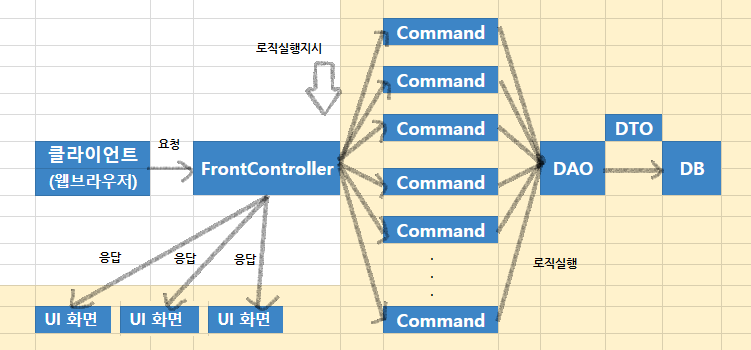 로직실행지시
Command
Command
Command
Command
Command
.
.
.
Command
요청
클라이언트
(웹브라우저)
FrontController
DAO
DTO
DB
로직실행
응답
응답
응답
UI 화면
UI 화면
UI 화면